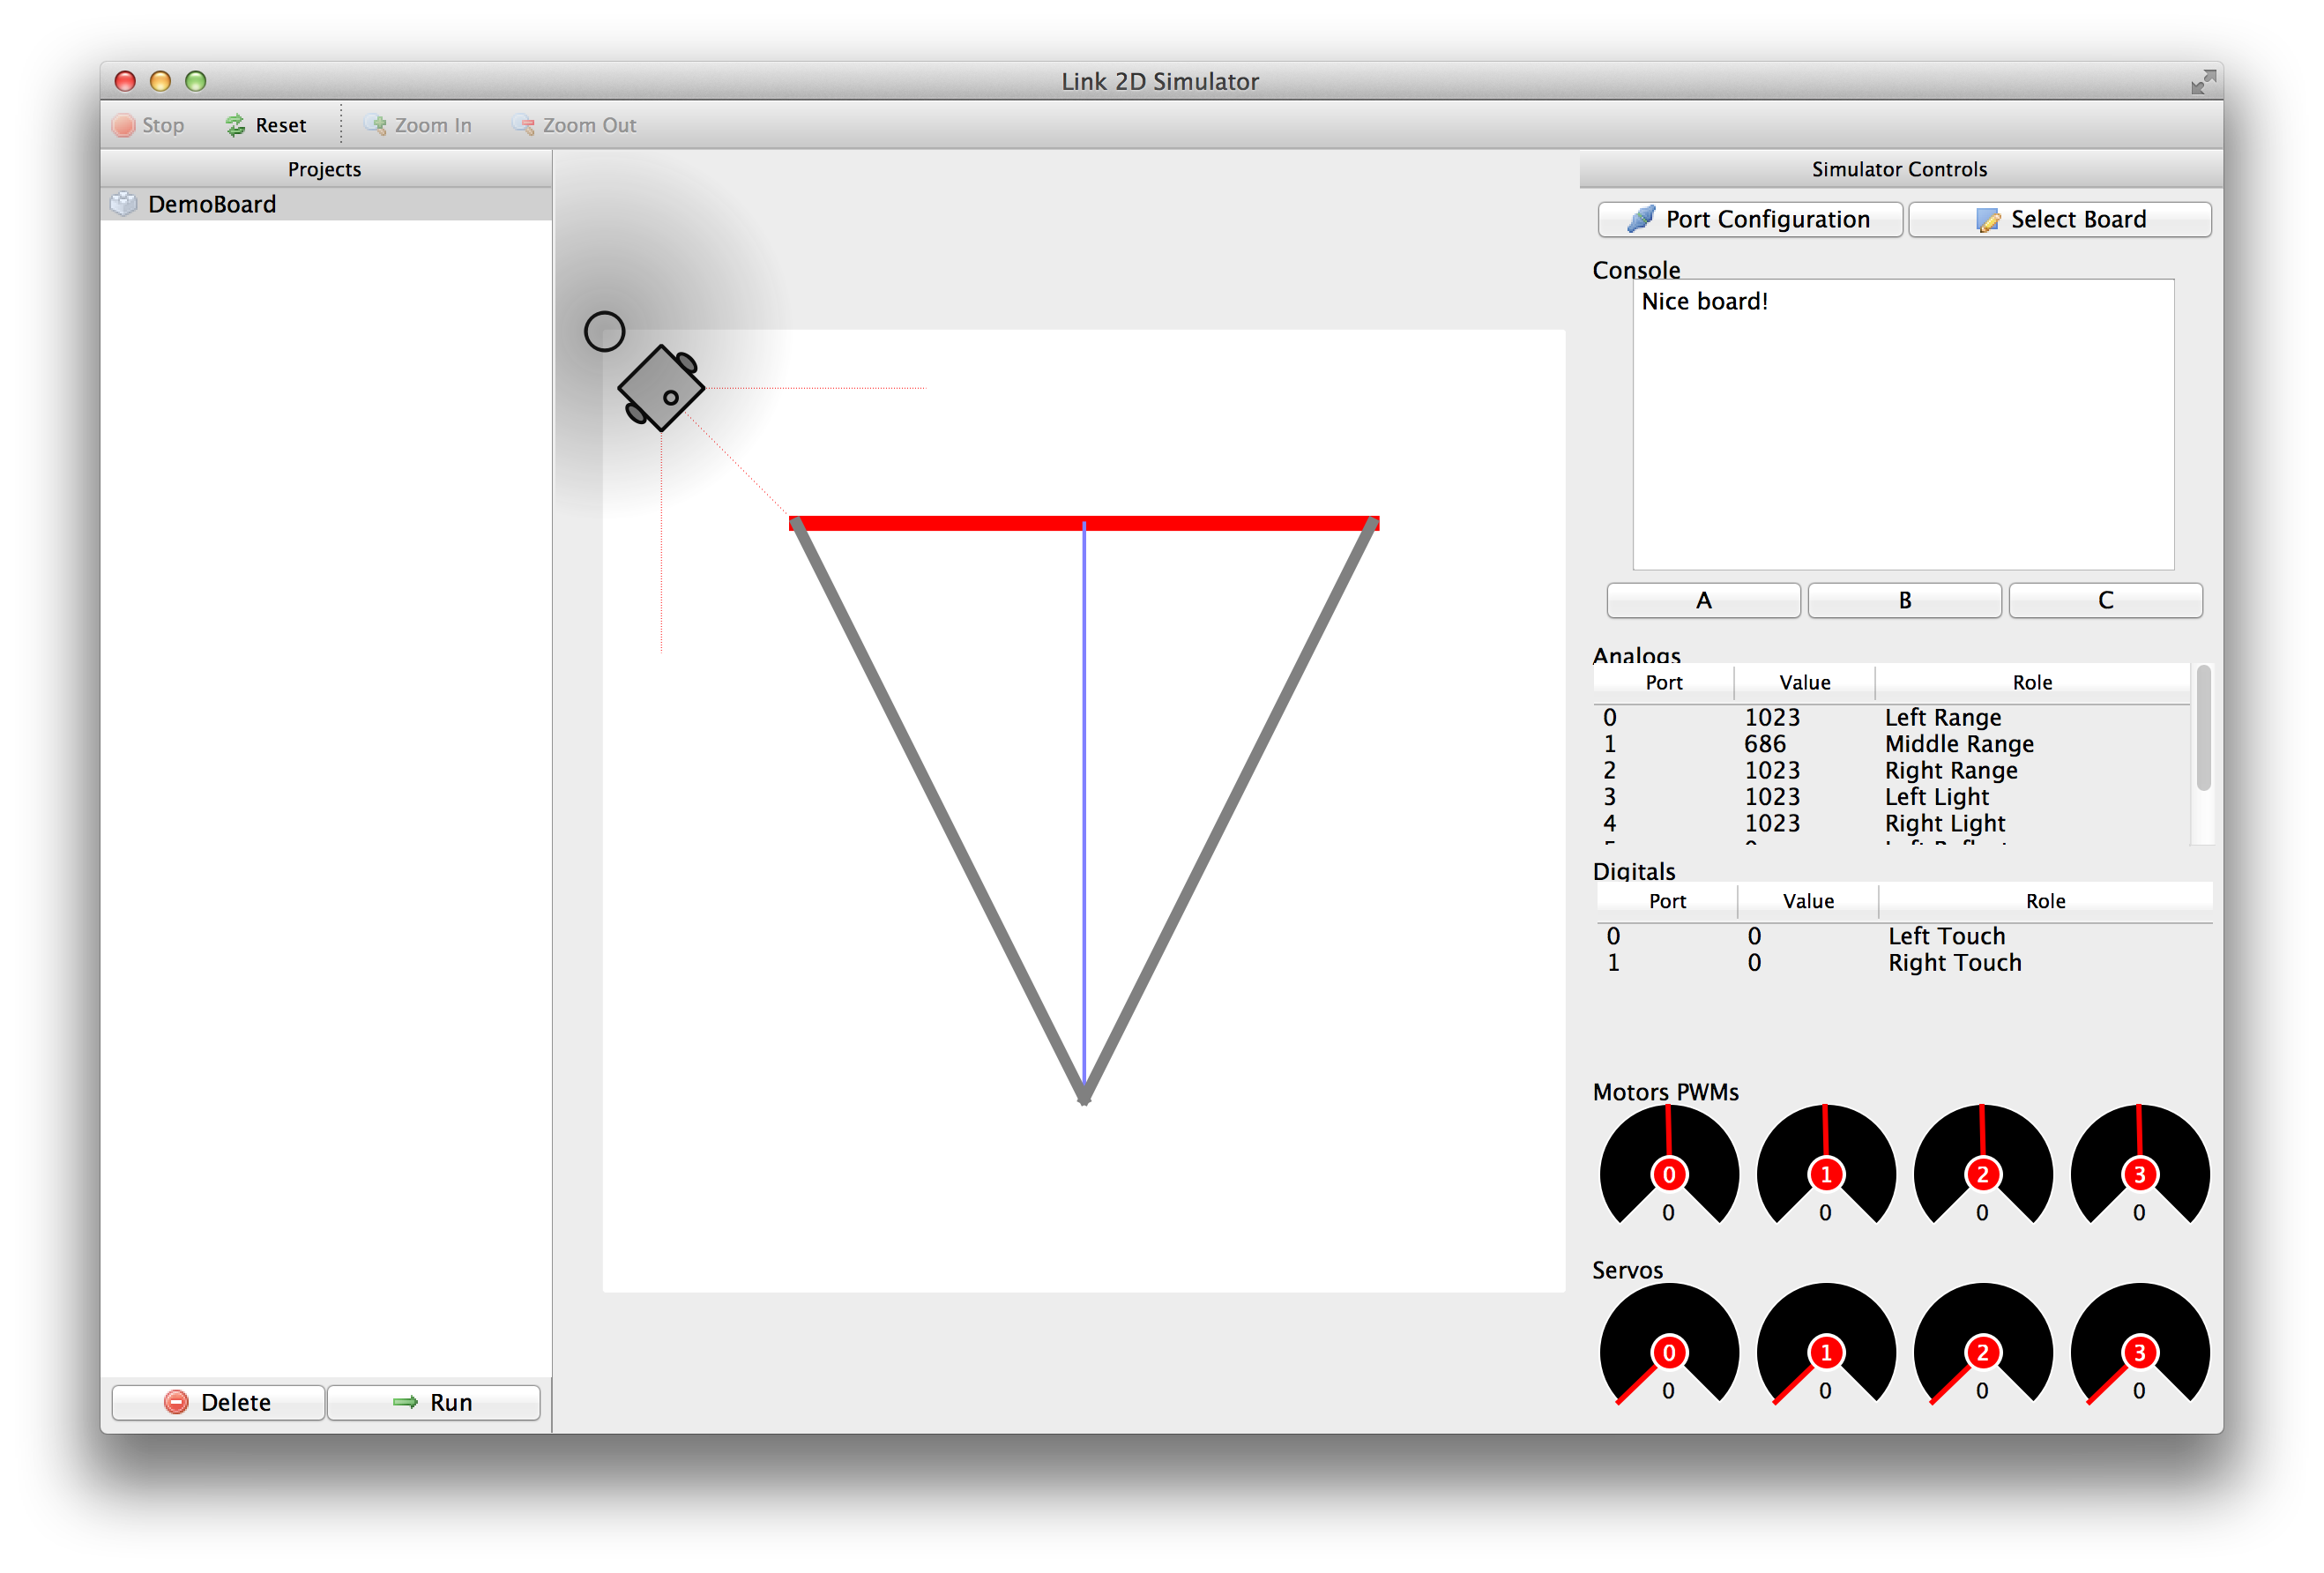 Link 2D Simulator
Stop Reset Zoom In Zoom Out
Projects
DemoBoard
Delete Run
Simulator Controls
Port Configuration Select Board
Console
Nice board!
A B C
Analogs
Port Value Role
0 1023 Left Range
1 686 Middle Range
2 1023 Right Range
3 1023 Left Light
4 1023 Right Light
Digitals
Port Value Role
0 0 Left Touch
1 0 Right Touch
Motors PWMs
0 1 2 3
0 0 0 0
Servos
0 1 2 3
0 0 0 0